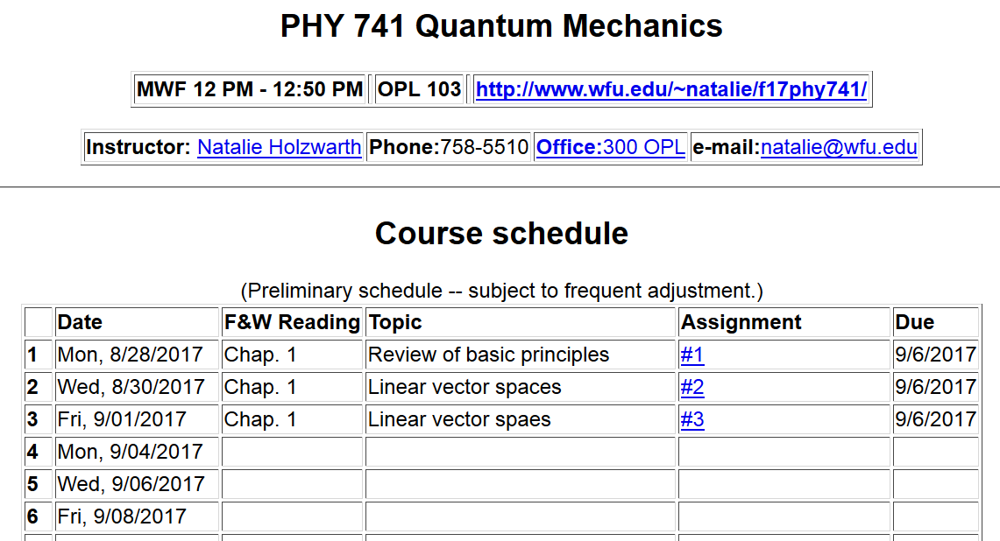 PHY 741 Quantum Mechanics
MWF 12 PM - 12:50 PM OPL 103 http://www.wfu.edu/~natalie/f17phy741/
Instructor: Natalie Holzwarth Phone:758-5510 Office:300 OPL e-mail:natalie@wfu.edu
Course schedule
(Preliminary schedule -- subject to frequent adjustment.)
Date F&W Reading Topic Assignment Due
1 Mon, 8/28/2017 Chap. 1 Review of basic principles #1 9/6/2017
2 Wed, 8/30/2017 Chap. 1 Linear vector spaces #2 9/6/2017
3 Fri, 9/01/2017 Chap. 1 Linear vector spaes #3 9/6/2017
4 Mon, 9/04/2017
5 Wed, 9/06/2017
6 Fri, 9/08/2017